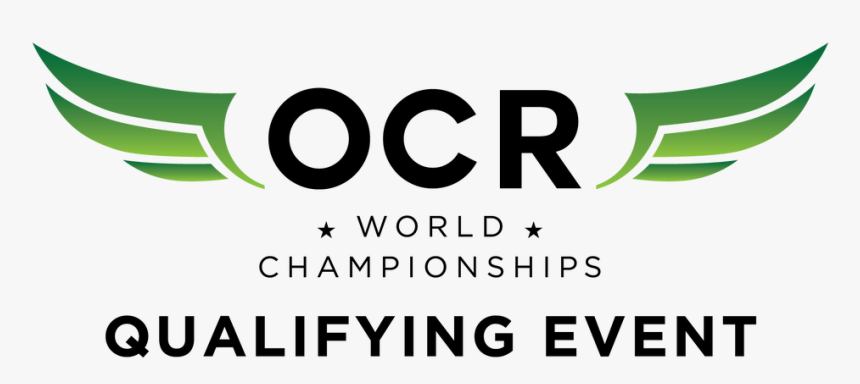 OCR
★ WORLD ★
CHAMPIONSHIPS
QUALIFYING EVENT